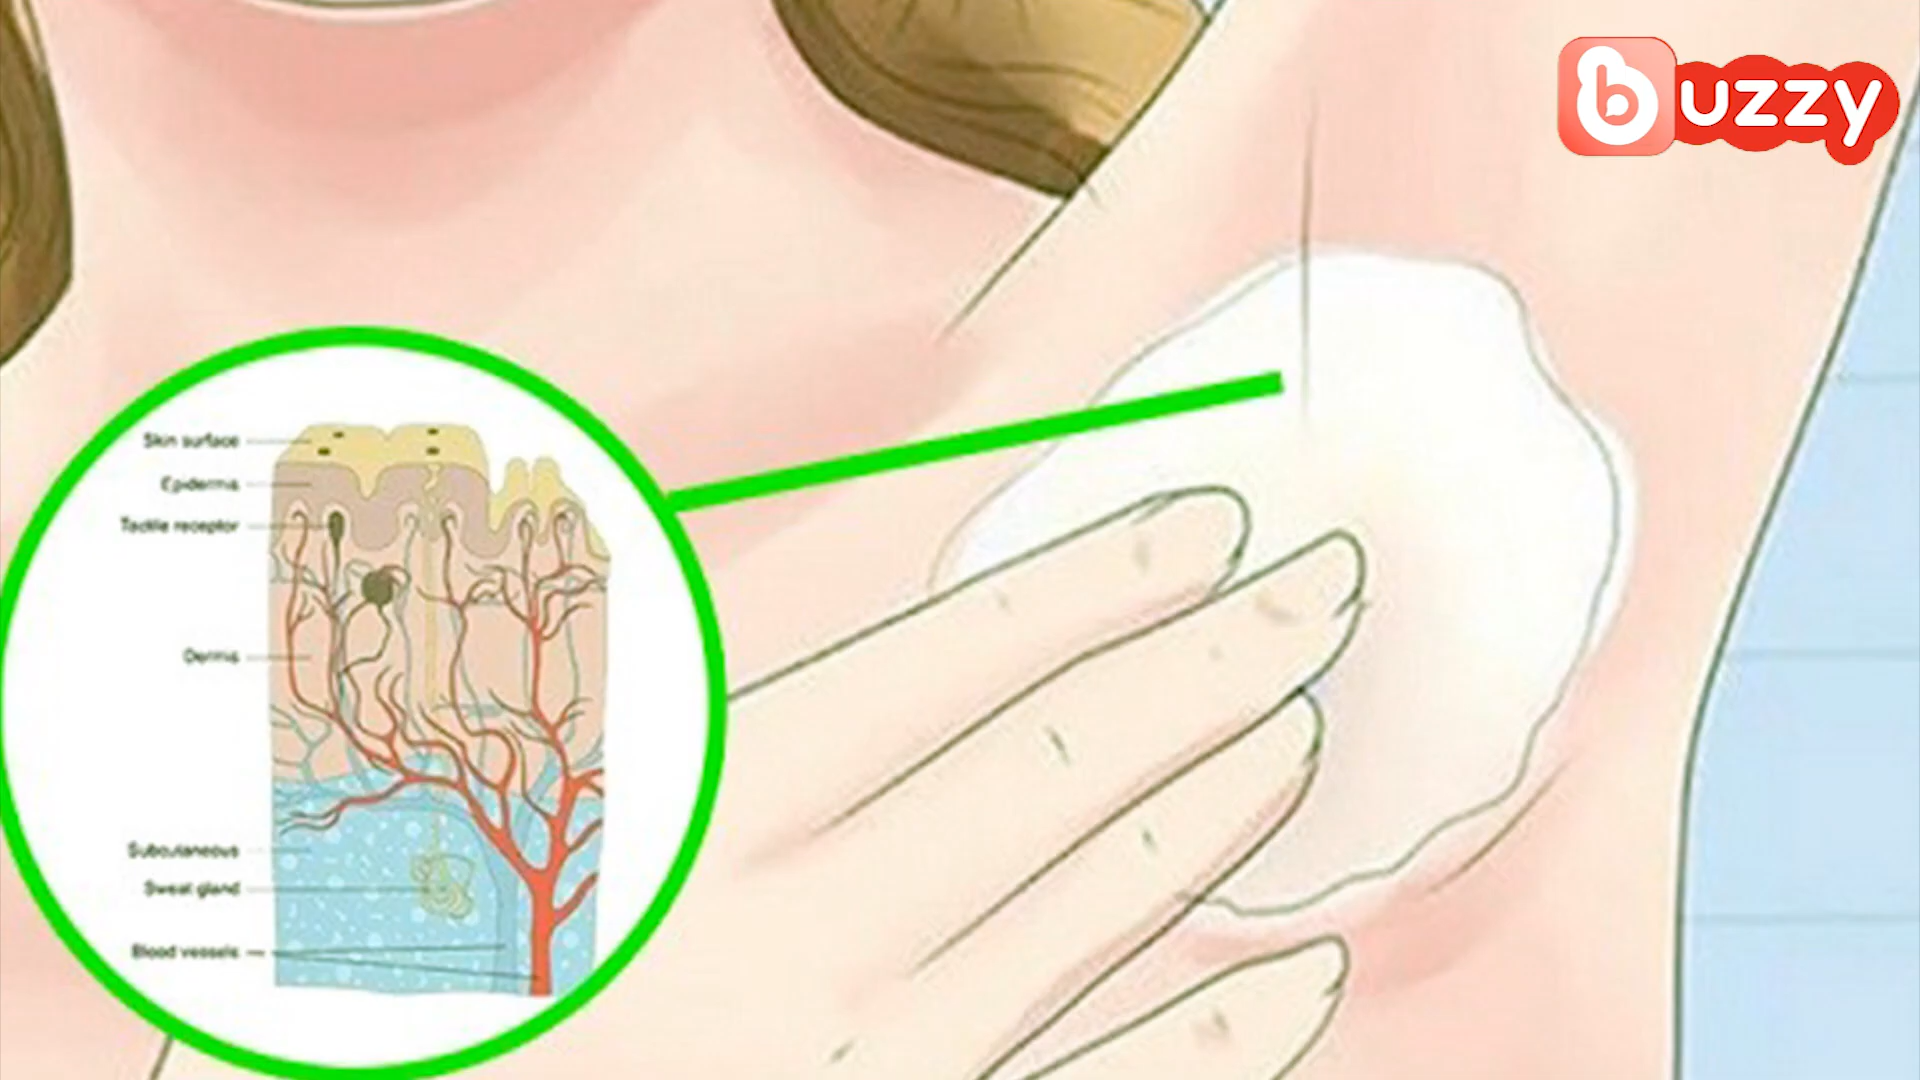 buzzy
Skin surface
Epidermis
Tactile receptor
Dermis
Subcutaneous
Sweat gland
Blood vessels